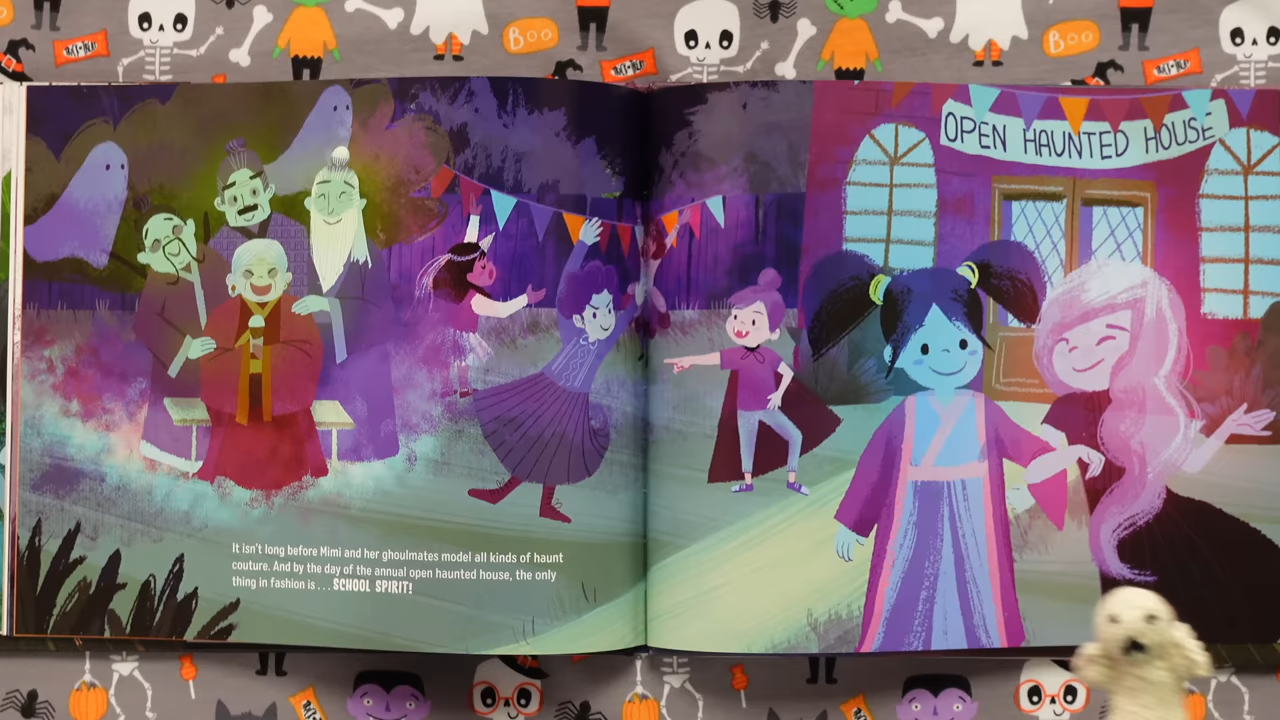 BOO
BOO
OPEN HAUNTED HOUSE
It isn't long before Mimi and her ghoulmates model all kinds of haunt
couture. And by the day of the annual open haunted house, the only
thing in fashion is . . . SCHOOL SPIRIT!